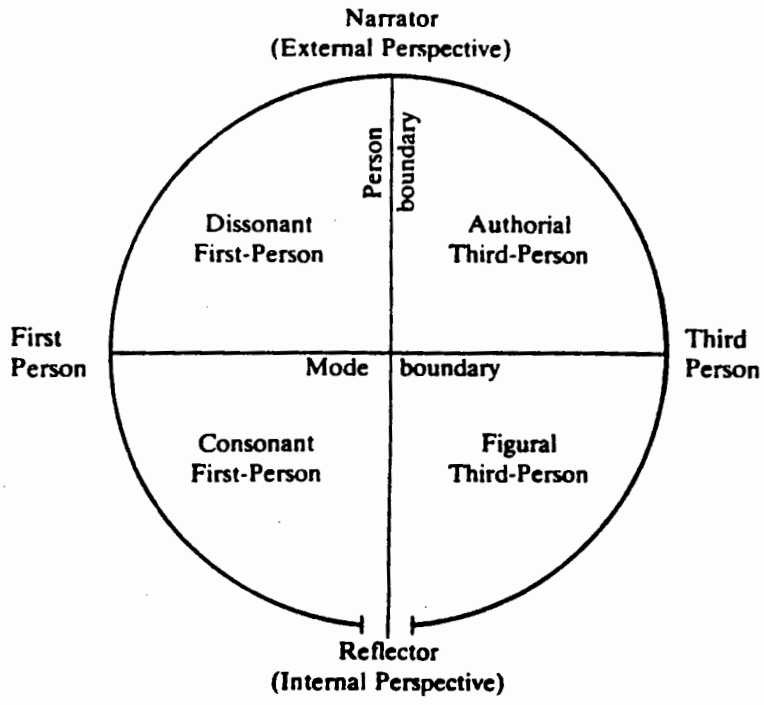 Narrator
(External Perspective)
Person
boundary
Dissonant
First-Person
Authorial
Third-Person
First
Person
Third
Person
Mode boundary
Consonant
First-Person
Figural
Third-Person
Reflector
(Internal Perspective)